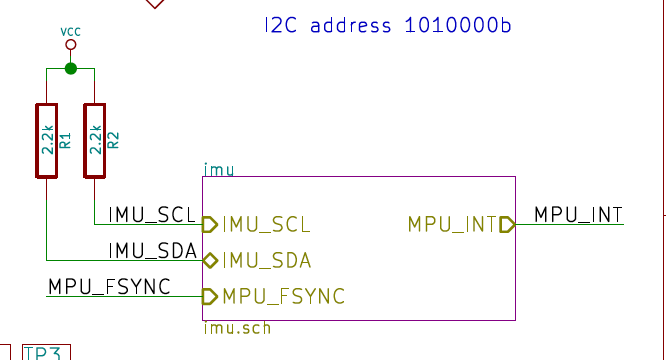 I2C address 1010000b
vcc
2.2k
R1
2.2k
R2
imu
IMU_SCL
IMU_SCL
MPU_INT
MPU_INT
IMU_SDA
IMU_SDA
MPU_FSYNC
MPU_FSYNC
imu.sch
TP3